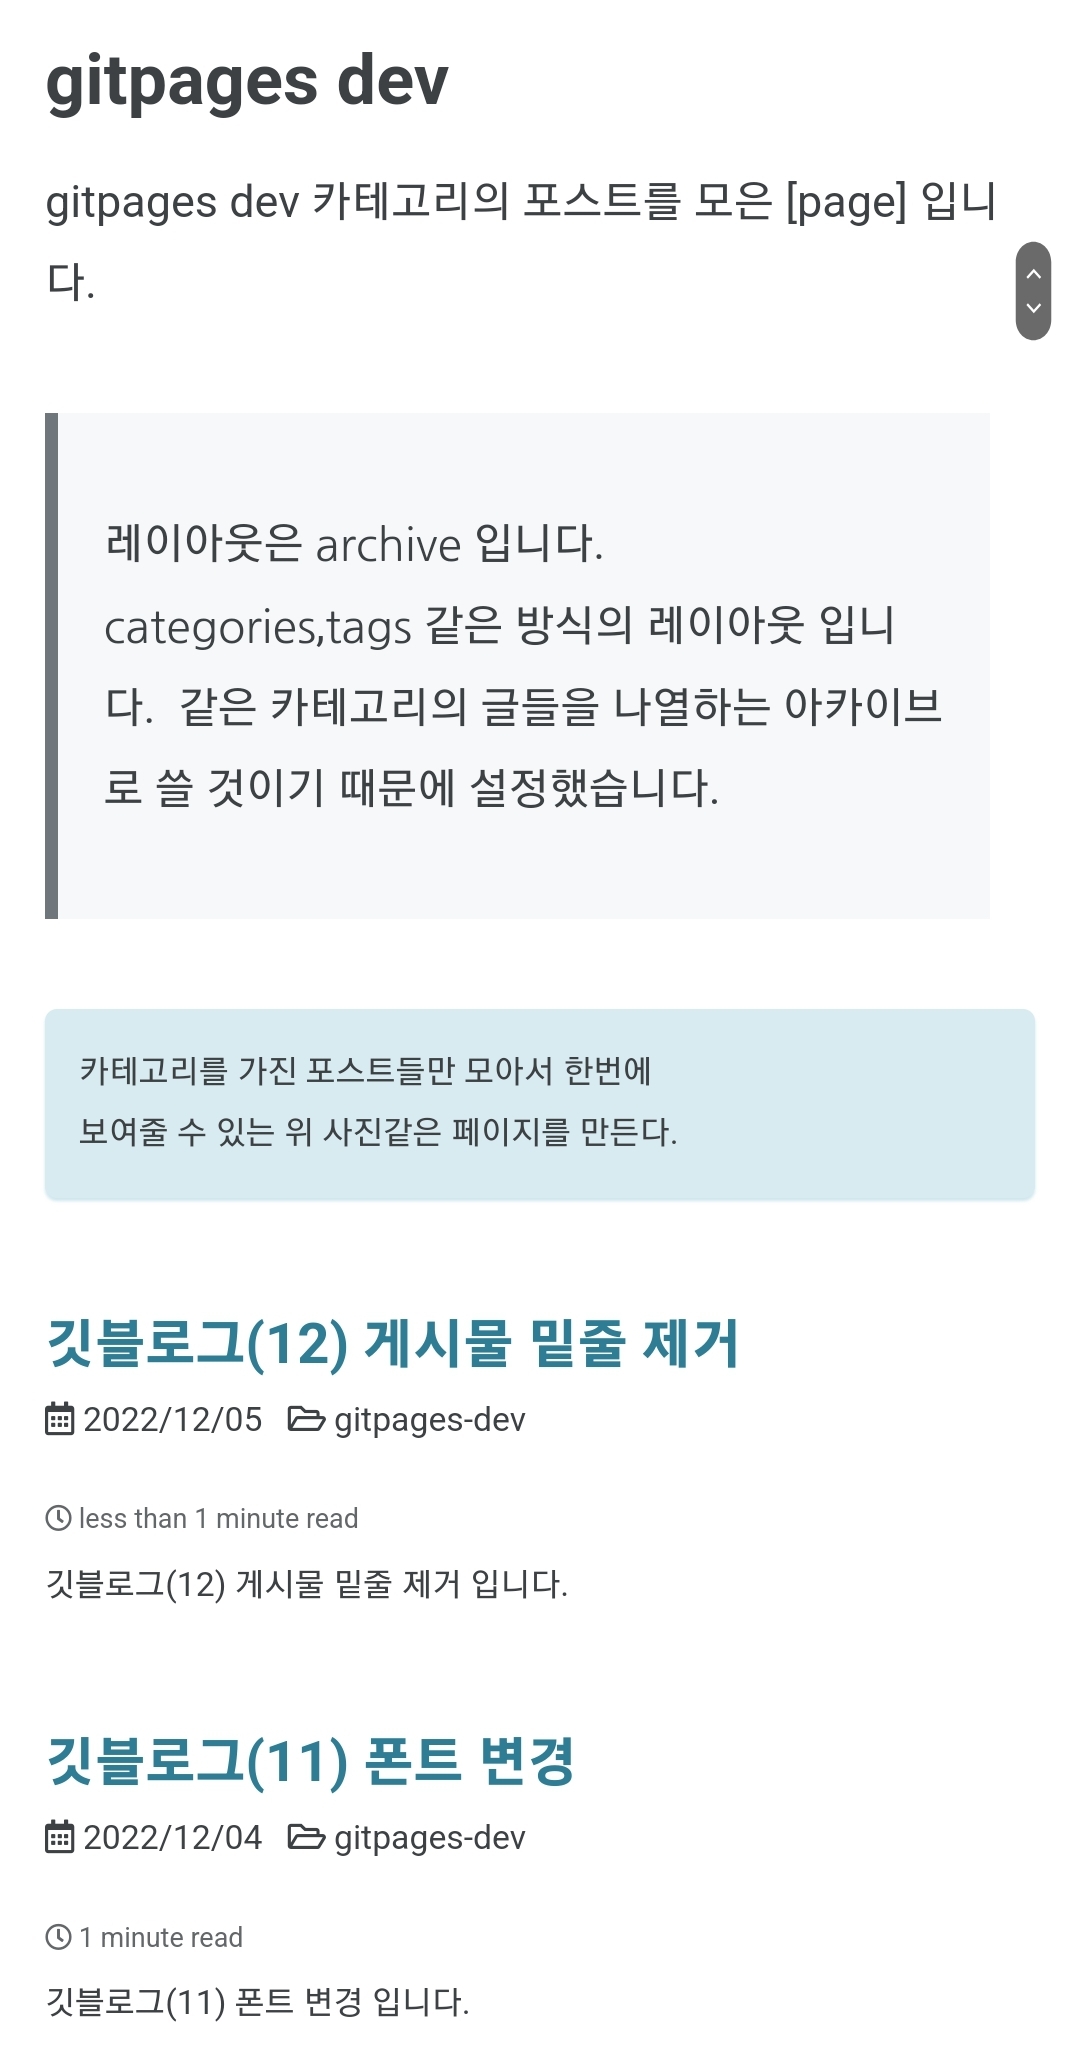 gitpages dev
gitpages dev 카테고리의 포스트를 모은 [page] 입니
다.
레이아웃은 archive 입니다.
categories,tags 같은 방식의 레이아웃 입니
다. 같은 카테고리의 글들을 나열하는 아카이브
로 쓸 것이기 때문에 설정했습니다.
카테고리를 가진 포스트들만 모아서 한번에
보여줄 수 있는 위 사진같은 페이지를 만든다.
깃블로그(12) 게시물 밑줄 제거
2022/12/05 gitpages-dev
less than 1 minute read
깃블로그(12) 게시물 밑줄 제거 입니다.
깃블로그(11) 폰트 변경
2022/12/04 gitpages-dev
1 minute read
깃블로그(11) 폰트 변경 입니다.